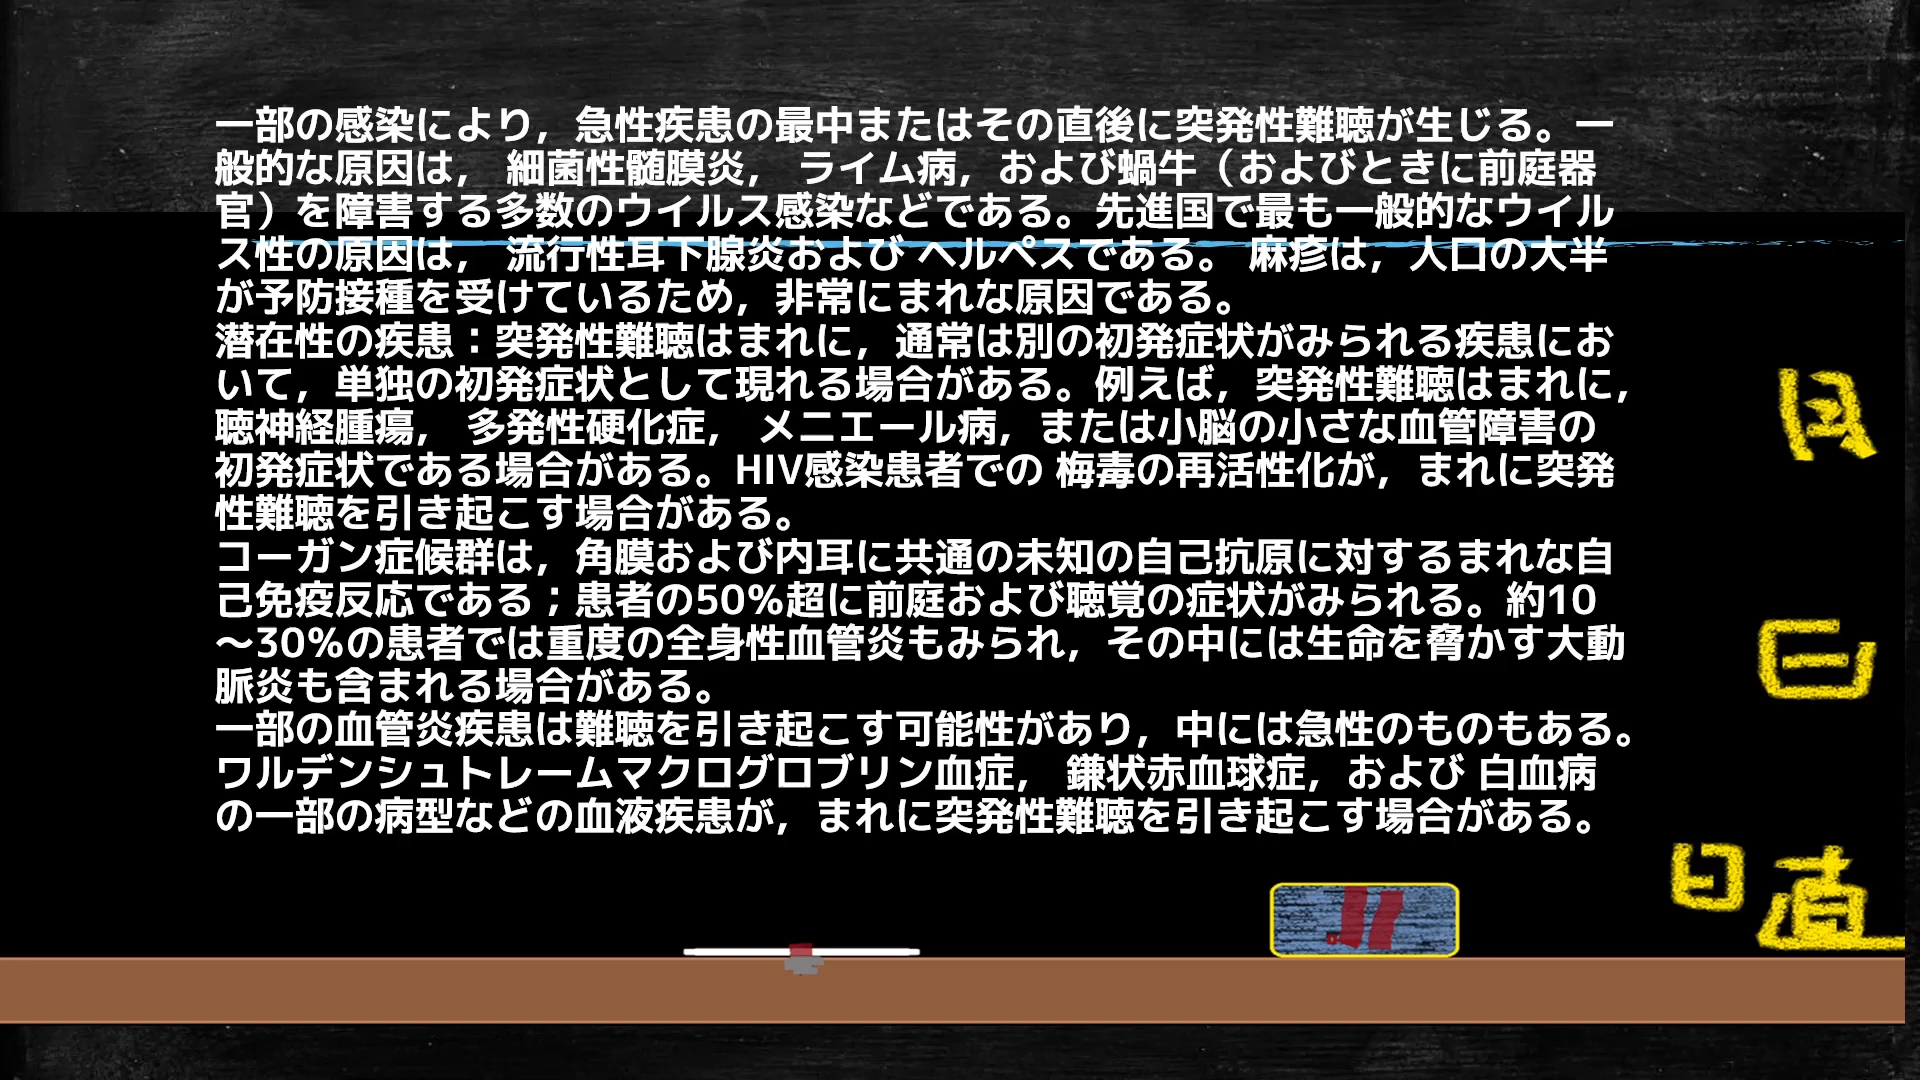 一部の感染により，急性疾患の最中またはその直後に突発性難聴が生じる。一
般的な原因は， 細菌性髄膜炎， ライム病，および蝸牛（およびときに前庭器
官）を障害する多数のウイルス感染などである。先進国で最も一般的なウイル
ス性の原因は， 流行性耳下腺炎および ヘルペスである。 麻疹は，人口の大半
が予防接種を受けているため，非常にまれな原因である。
潜在性の疾患：突発性難聴はまれに，通常は別の初発症状がみられる疾患にお
いて，単独の初発症状として現れる場合がある。例えば，突発性難聴はまれに，
聴神経腫瘍， 多発性硬化症， メニエール病，または小脳の小さな血管障害の
初発症状である場合がある。HIV感染患者での 梅毒の再活性化が，まれに突発
性難聴を引き起こす場合がある。
コーガン症候群は，角膜および内耳に共通の未知の自己抗原に対するまれな自
己免疫反応である；患者の50％超に前庭および聴覚の症状がみられる。約10
～30％の患者では重度の全身性血管炎もみられ，その中には生命を脅かす大動
脈炎も含まれる場合がある。
一部の血管炎疾患は難聴を引き起こす可能性があり，中には急性のものもある。
ワルデンシュトレームマクログロブリン血症， 鎌状赤血球症，および 白血病
の一部の病型などの血液疾患が，まれに突発性難聴を引き起こす場合がある。
日直